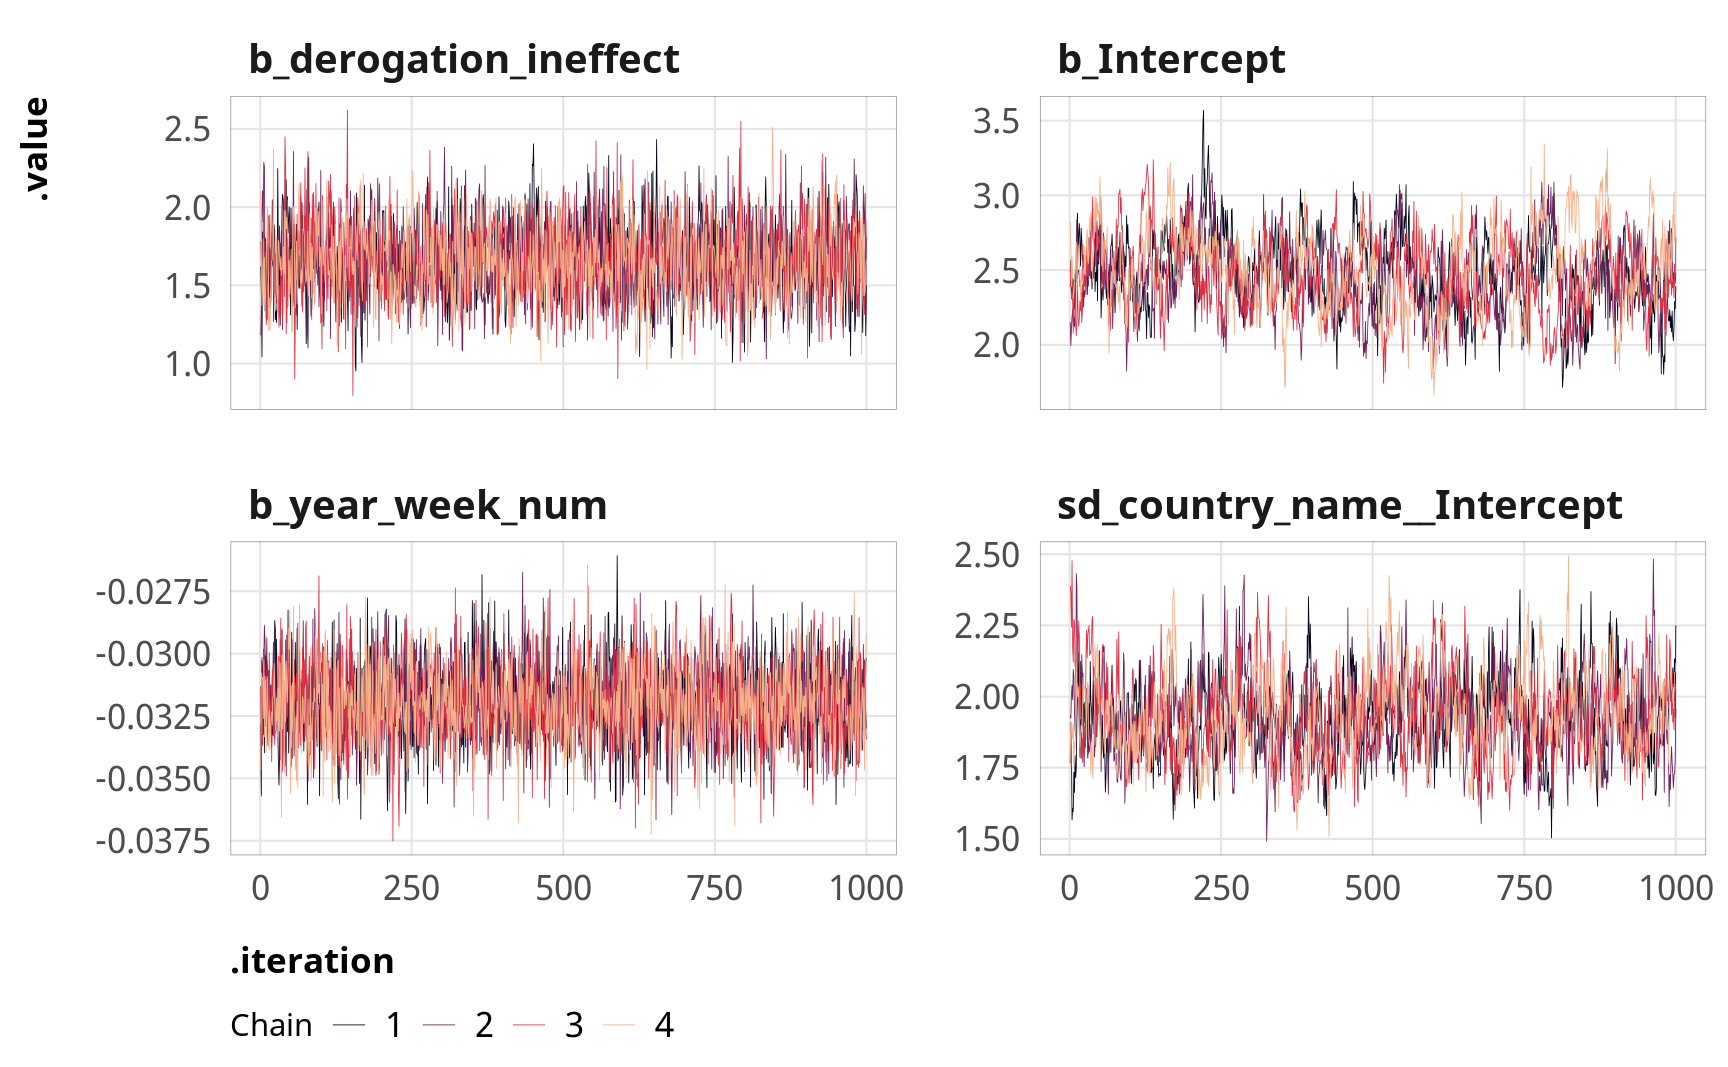 b_derogation_ineffect
b_Intercept
.value
2.5
2.0
1.5
1.0
3.5
3.0
2.5
2.0
b_year_week_num
sd_country_name__Intercept
-0.0275
-0.0300
-0.0325
-0.0350
-0.0375
2.50
2.25
2.00
1.75
1.50
0 250 500 750 1000
0 250 500 750 1000
.iteration
Chain 1 2 3 4